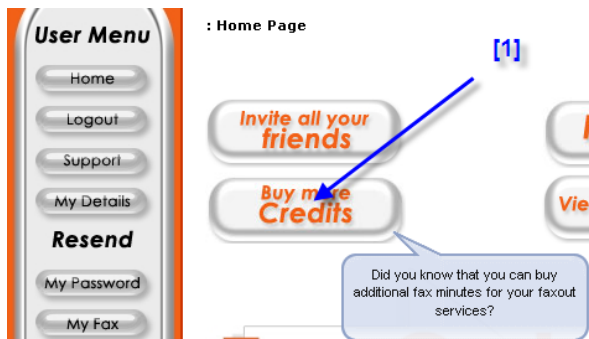 User Menu
Home
Logout
Support
My Details
Resend
My Password
My Fax
: Home Page
[1]
Invite all your
friends
Buy more
Credits
Vie
Did you know that you can buy
additional fax minutes for your faxout
services?